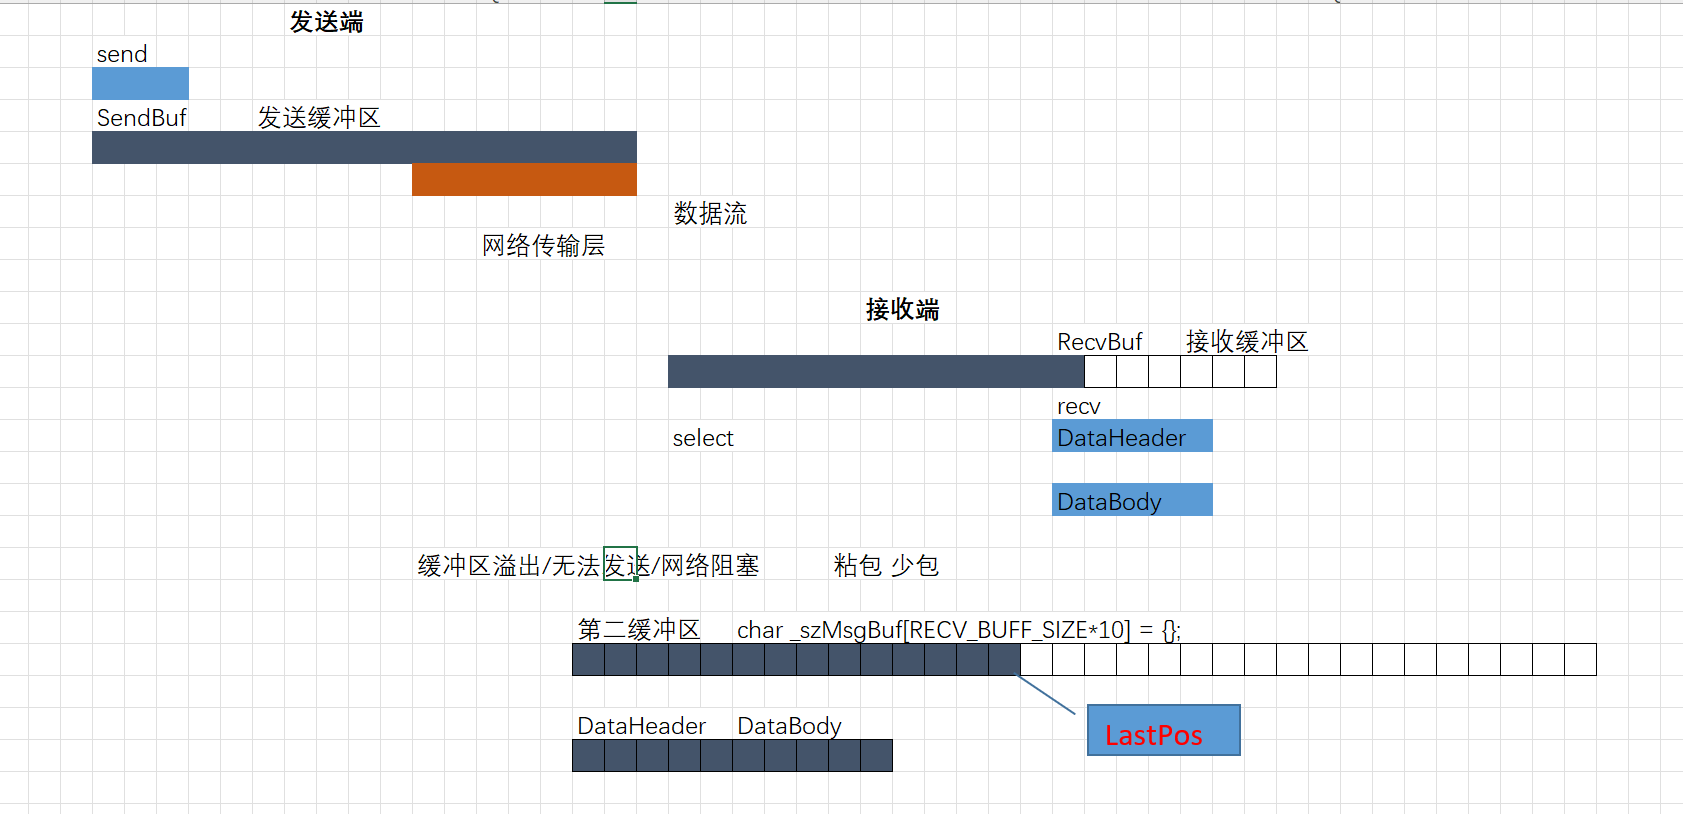 发送端
send
SendBuf 发送缓冲区
数据流
网络传输层
接收端
RecvBuf 接收缓冲区
recv
select DataHeader
DataBody
缓冲区溢出/无法发送/网络阻塞 粘包 少包
第二缓冲区 char _szMsgBuf[RECV_BUFF_SIZE*10] = {};
DataHeader DataBody
LastPos